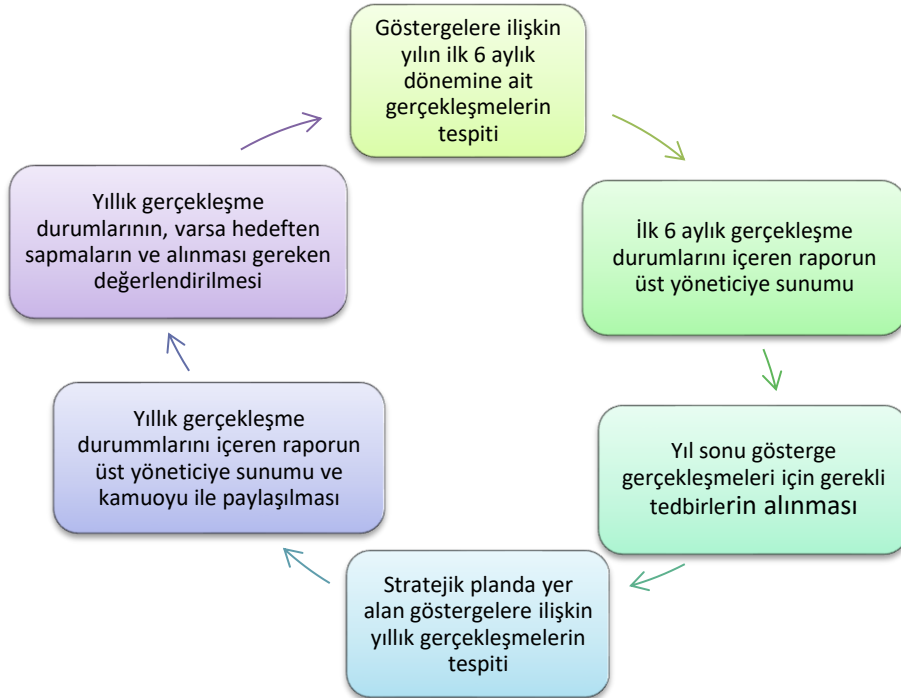 Göstergelere ilişkin
yılın ilk 6 aylık
dönemine ait
gerçekleşmelerin
tespiti
İlk 6 aylık gerçekleşme
durumlarını içeren raporun
üst yöneticiye sunumu
Yıl sonu gösterge
gerçekleşmeleri için gerekli
tedbirlerin alınması
Stratejik planda yer
alan göstergelere ilişkin
yıllık gerçekleşmelerin
tespiti
Yıllık gerçekleşme
durummlarını içeren raporun
üst yöneticiye sunumu ve
kamuoyu ile paylaşılması
Yıllık gerçekleşme
durumlarının, varsa hedeften
sapmaların ve alınması gereken
değerlendirilmesi